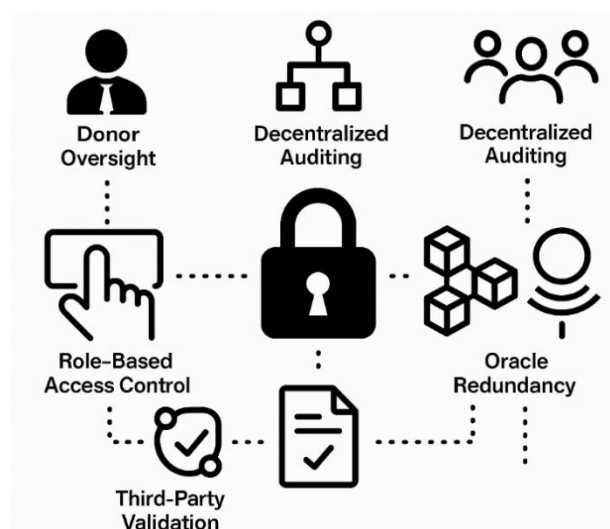 Donor
Oversight
Decentralized
Auditing
Decentralized
Auditing
Role-Based
Access Control
Oracle
Redundancy
Third-Party
Validation